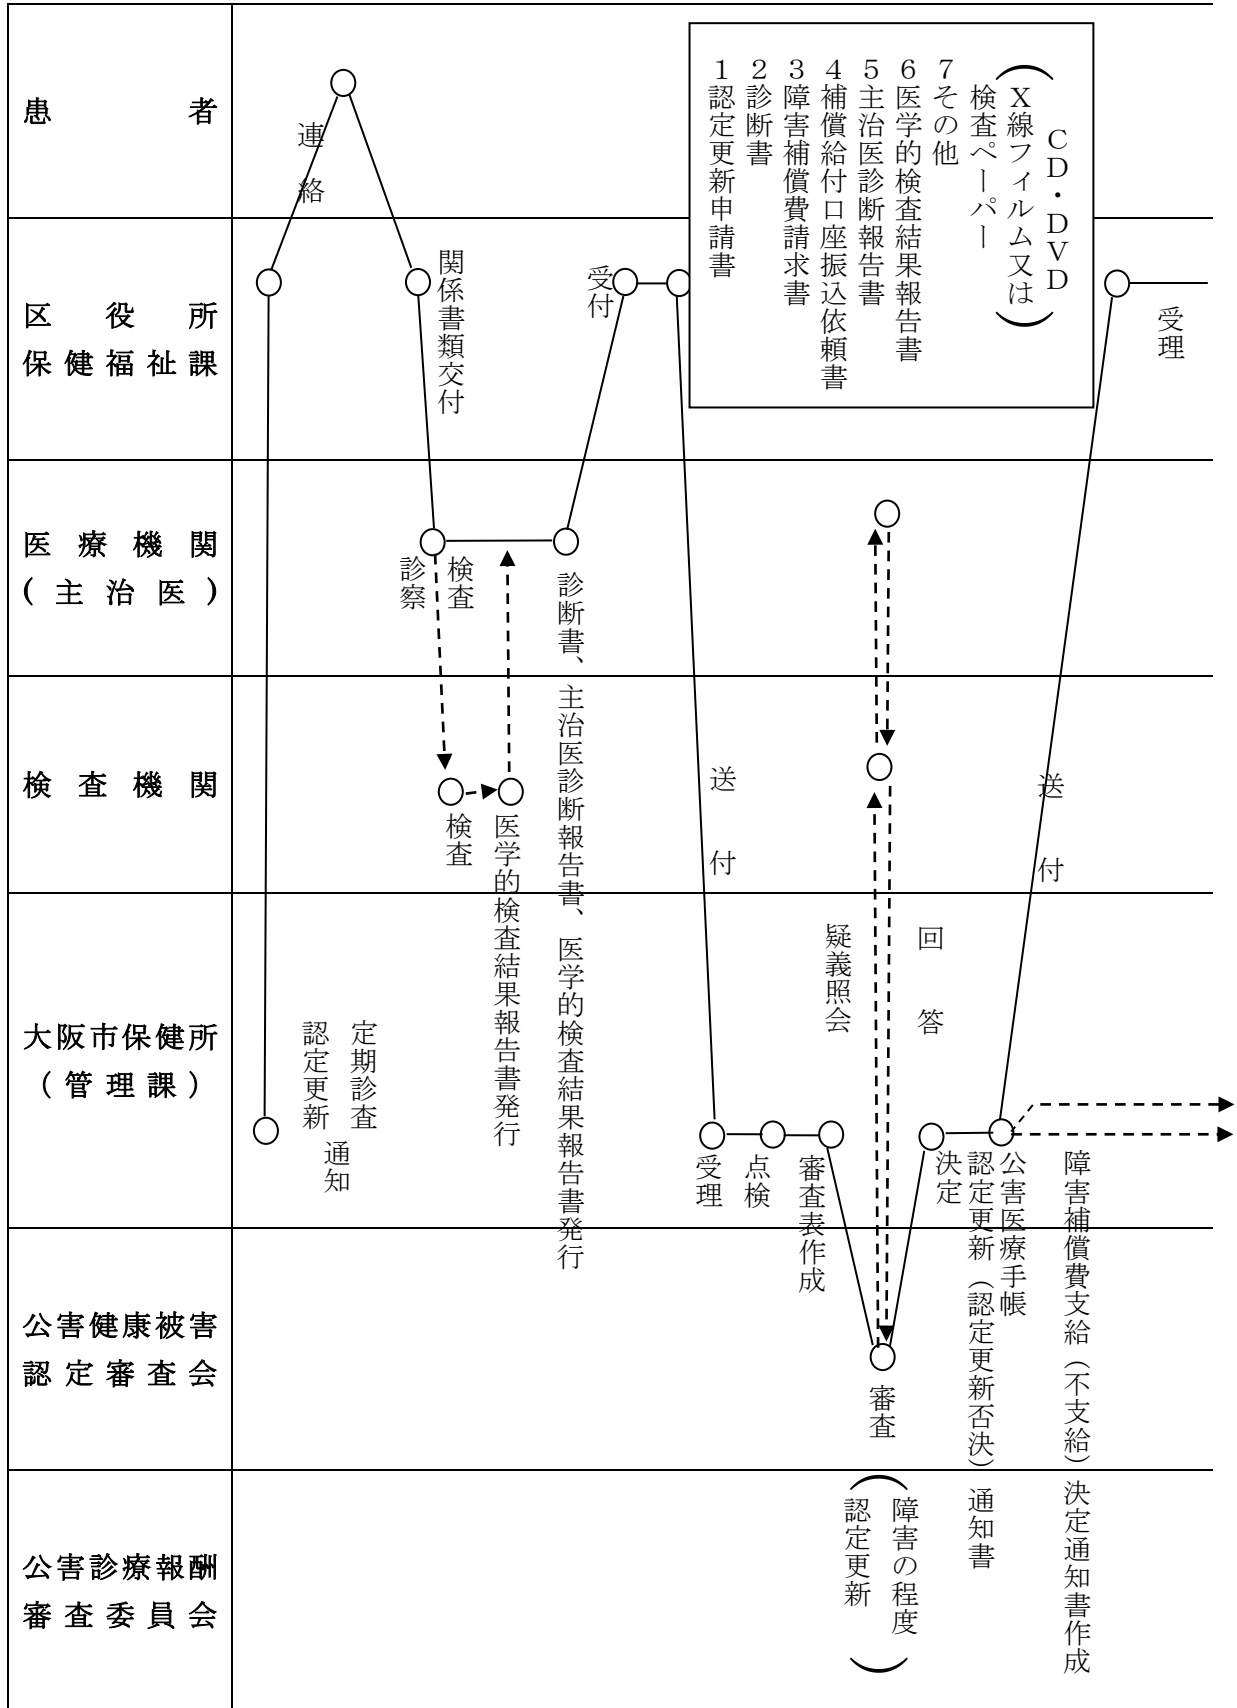 患者
連絡
1 認定更新申請書
2 診断書
3 障害補償費請求書
4 補償給付口座振込依頼書
5 主治医診断報告書
6 医学的検査結果報告書
7 その他
検査ペーパー
(X線フィルム又は
CD・DVD)
区役所
保健福祉課
関係書類交付
受付
受理
医療機関
(主治医)
診察
検査
診断書、主治医診断報告書、医学的検査結果報告書発行
検査機関
検査
医学的検査結果報告書発行
送付
送付
大阪市保健所
(管理課)
定期診査
認定更新
通知
疑義照会
回答
受理
点検
審査表作成
決定
公害医療手帳
認定更新(認定更新否決)通知書
障害補償費支給(不支給)決定通知書作成
公害健康被害
認定審査会
審査
(障害の程度
認定更新)
公害診療報酬
審査委員会